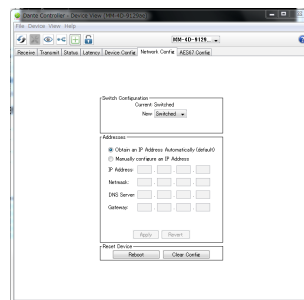 Dante Controller - Device View (MM-4D-9129bc)
File Device View Help
MM-4D-9129...
Receive Transmit Status Latency Device Config Network Config AES67 Config
Switch Configuration
Current: Switched
New: Switched
Addresses
Obtain an IP Address Automatically (default)
Manually configure an IP Address
IP Address:
Netmask:
DNS Server:
Gateway:
Apply Revert
Reset Device
Reboot Clear Config